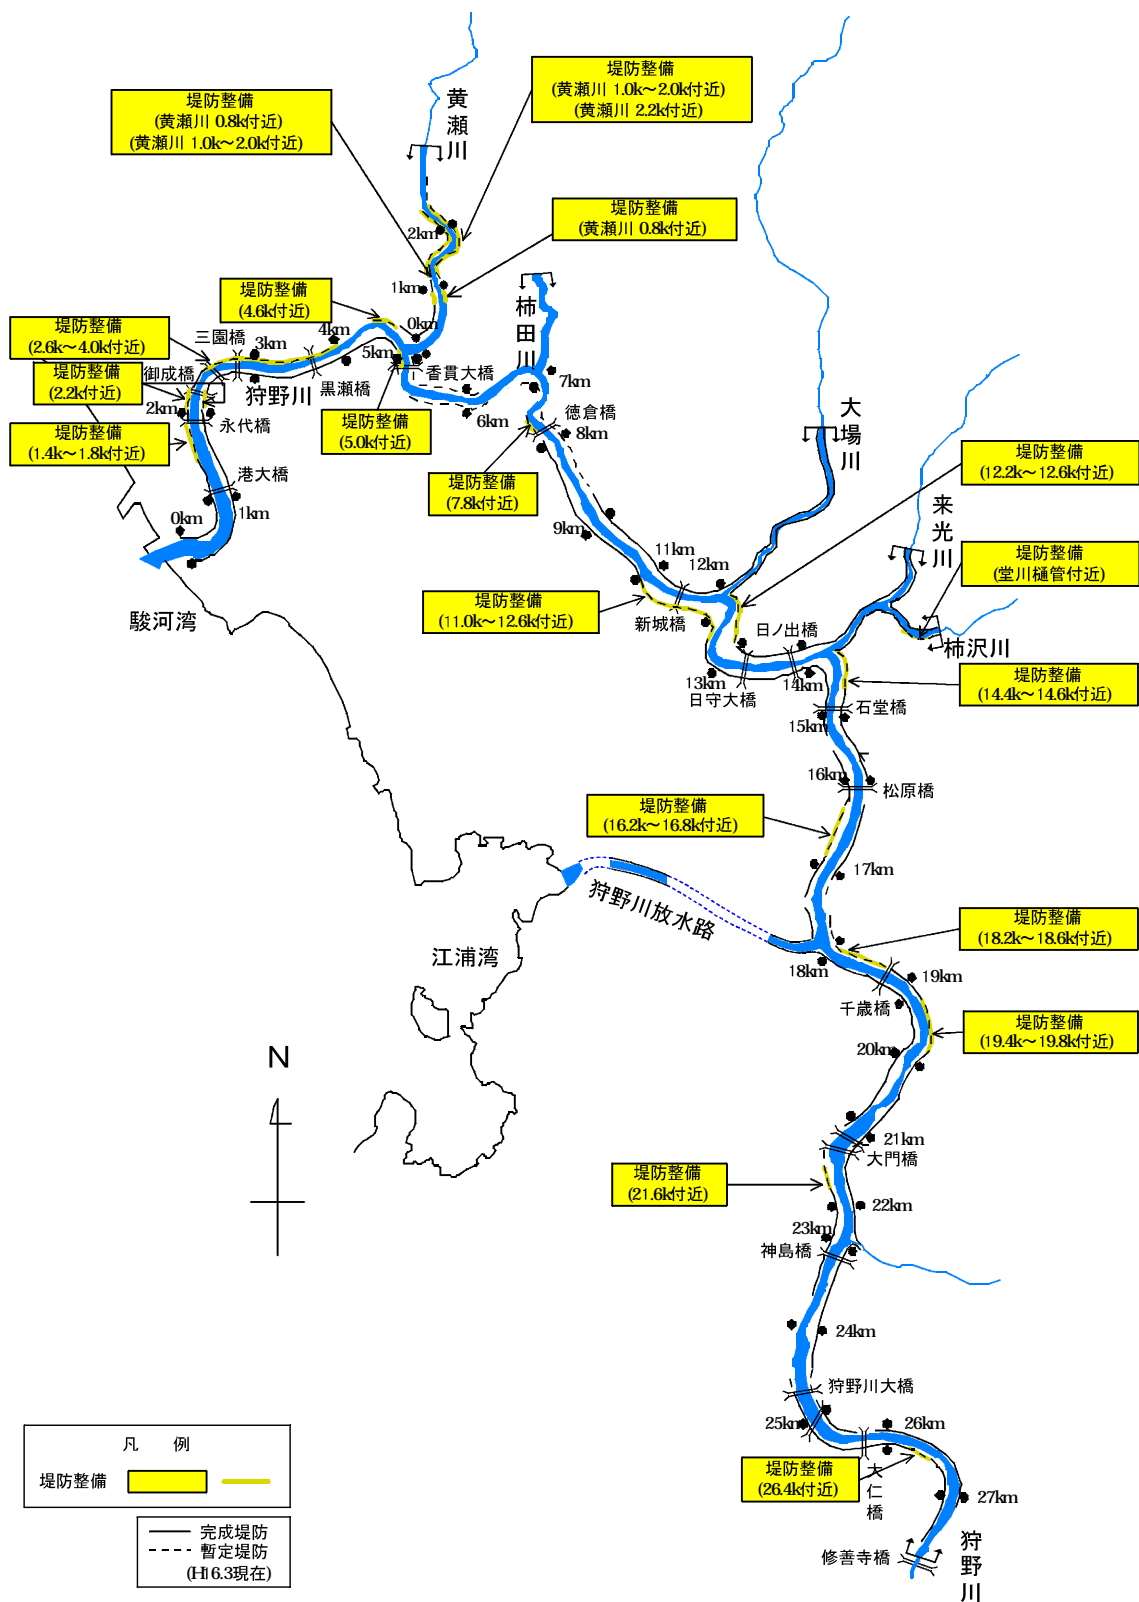 堤防整備
(黄瀬川 1.0k～2.0k付近)
(黄瀬川 2.2k付近)
堤防整備
(黄瀬川 0.8k付近)
(黄瀬川 1.0k～2.0k付近)
黄瀬川
堤防整備
(黄瀬川 0.8k付近)
2km
1km
0km
堤防整備
(4.6k付近)
柿田川
堤防整備
(2.6k～4.0k付近)
三園橋
3km
4km
5km
御成橋
狩野川
黒瀬橋
香貫大橋
7km
堤防整備
(2.2k付近)
2km
永代橋
6km
徳倉橋
8km
堤防整備
(5.0k付近)
大場川
堤防整備
(1.4k～1.8k付近)
港大橋
堤防整備
(12.2k～12.6k付近)
堤防整備
(7.8k付近)
0km
1km
9km
来光川
11km
12km
堤防整備
(堂川樋管付近)
堤防整備
(11.0k～12.6k付近)
駿河湾
新城橋
日ノ出橋
柿沢川
13km
日守大橋
14km
堤防整備
(14.4k～14.6k付近)
石堂橋
15km
16km
松原橋
堤防整備
(16.2k～16.8k付近)
17km
狩野川放水路
堤防整備
(18.2k～18.6k付近)
江浦湾
18km
19km
千歳橋
堤防整備
(19.4k～19.8k付近)
20km
N
21km
大門橋
堤防整備
(21.6k付近)
22km
23km
神島橋
24km
狩野川大橋
25km
26km
堤防整備
(26.4k付近)
大仁橋
27km
修善寺橋
狩野川
凡 例
堤防整備
完成堤防
暫定堤防
(H16.3現在)